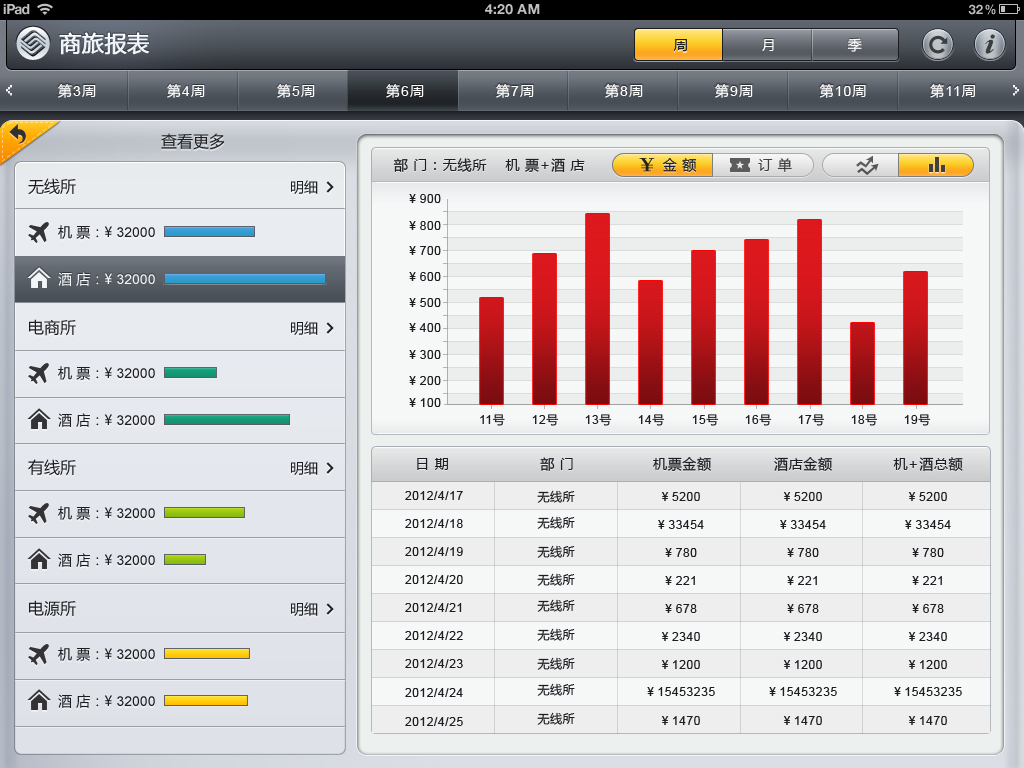 iPad 4:20 AM 32%
商旅报表 周 月 季
第3周 第4周 第5周 第6周 第7周 第8周 第9周 第10周 第11周
查看更多
无线所 明细
机 票 : ¥ 32000
酒 店 : ¥ 32000
电商所 明细
机 票 : ¥ 32000
酒 店 : ¥ 32000
有线所 明细
机 票 : ¥ 32000
酒 店 : ¥ 32000
电源所 明细
机 票 : ¥ 32000
酒 店 : ¥ 32000
部 门 : 无线所 机 票+酒 店 ¥ 金 额 订 单
¥ 900
¥ 800
¥ 700
¥ 600
¥ 500
¥ 400
¥ 300
¥ 200
¥ 100
11号 12号 13号 14号 15号 16号 17号 18号 19号
日 期 部 门 机票金额 酒店金额 机+酒总额
2012/4/17 无线所 ¥ 5200 ¥ 5200 ¥ 5200
2012/4/18 无线所 ¥ 33454 ¥ 33454 ¥ 33454
2012/4/19 无线所 ¥ 780 ¥ 780 ¥ 780
2012/4/20 无线所 ¥ 221 ¥ 221 ¥ 221
2012/4/21 无线所 ¥ 678 ¥ 678 ¥ 678
2012/4/22 无线所 ¥ 2340 ¥ 2340 ¥ 2340
2012/4/23 无线所 ¥ 1200 ¥ 1200 ¥ 1200
2012/4/24 无线所 ¥ 15453235 ¥ 15453235 ¥ 15453235
2012/4/25 无线所 ¥ 1470 ¥ 1470 ¥ 1470